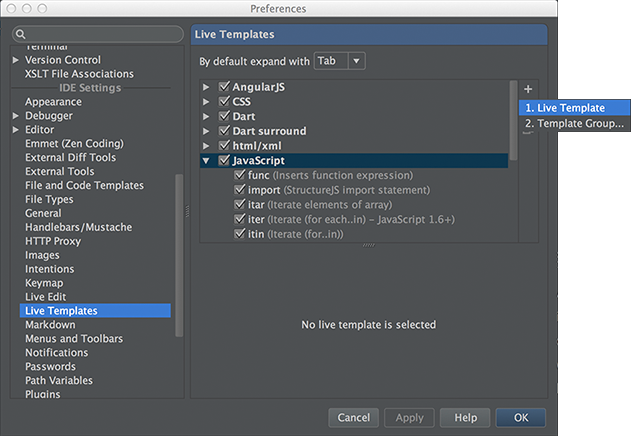 Preferences
Terminal
Version Control
XSLT File Associations
IDE Settings
Appearance
Debugger
Editor
Emmet (Zen Coding)
External Diff Tools
External Tools
File and Code Templates
File Types
General
Handlebars/Mustache
HTTP Proxy
Images
Intentions
Keymap
Live Edit
Live Templates
Markdown
Menus and Toolbars
Notifications
Passwords
Path Variables
Plugins
Live Templates
By default expand with Tab
AngularJS
CSS
Dart
Dart surround
html/xml
JavaScript
func (Inserts function expression)
import (StructureJS import statement)
itar (Iterate elements of array)
iter (Iterate (for each..in) – JavaScript 1.6+)
itin (Iterate (for..in))
1. Live Template
2. Template Group...
No live template is selected
Cancel
Apply
Help
OK